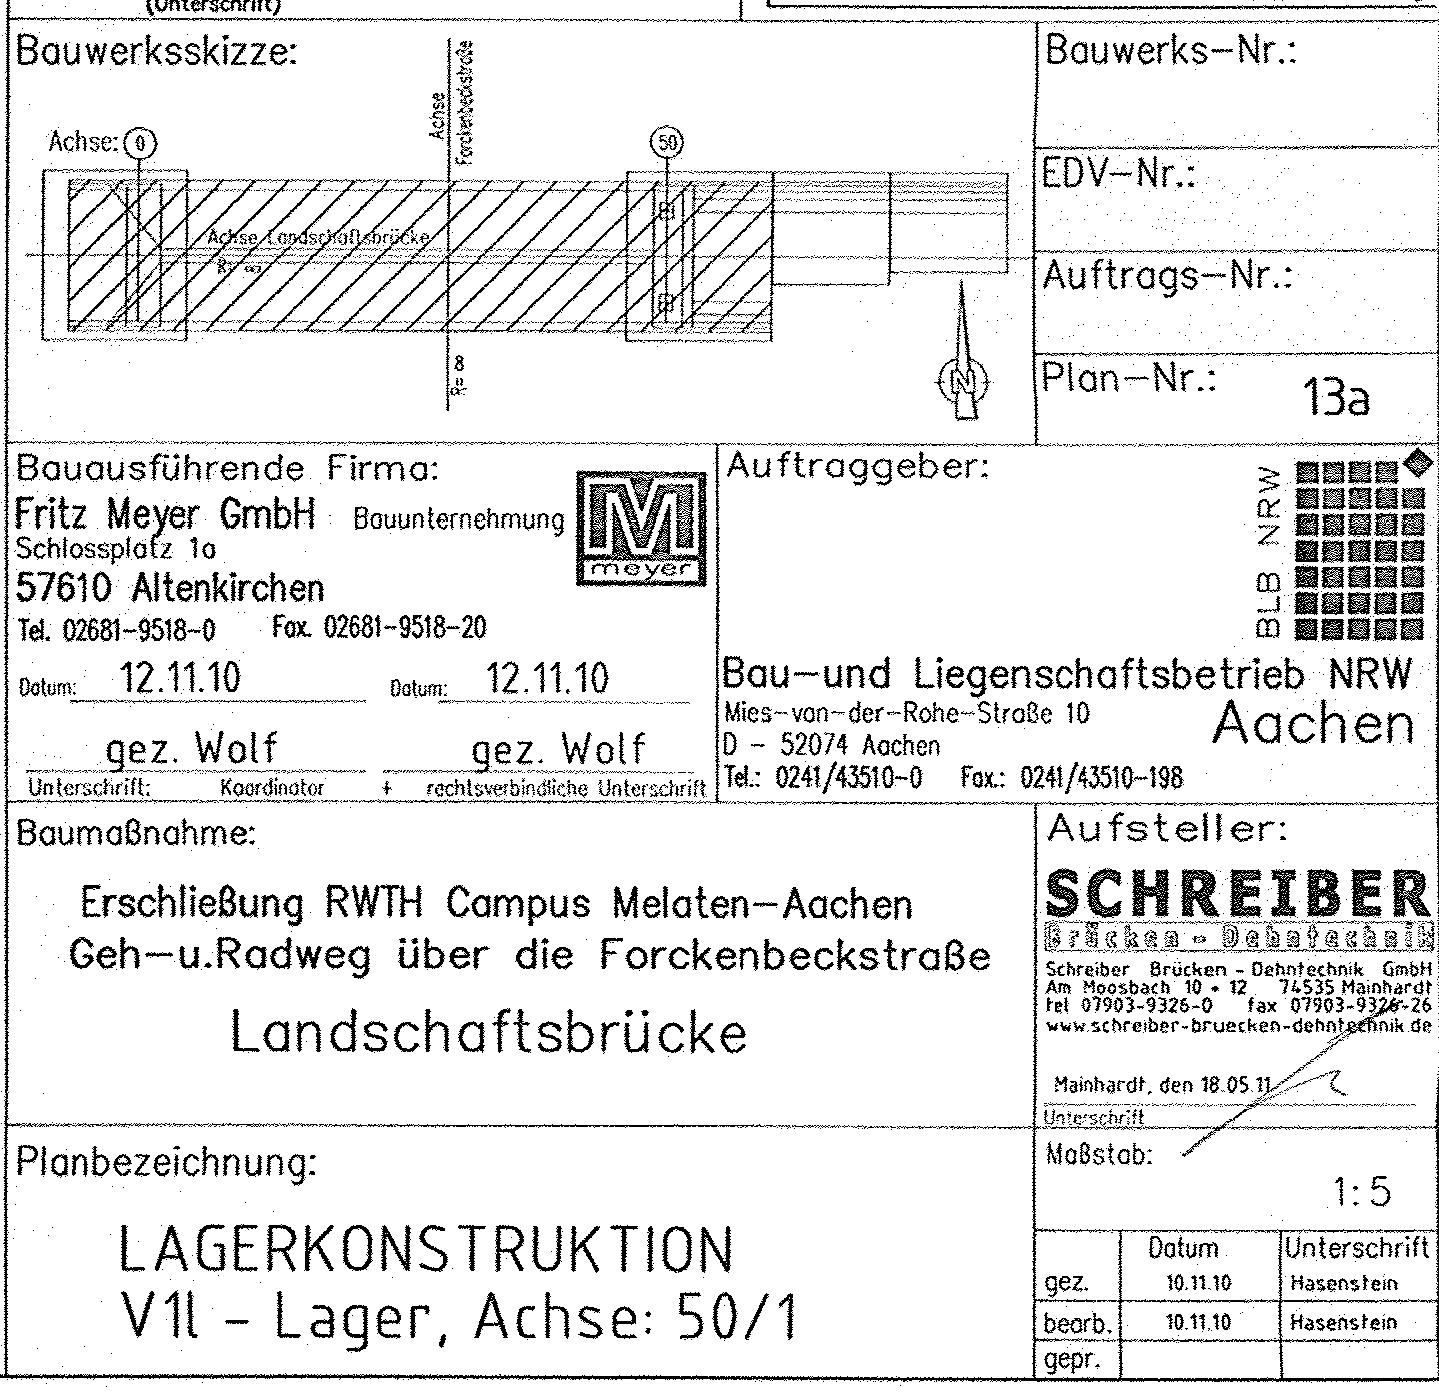 (Unterschrift)
Bauwerksskizze:
Achse: 0
Achse
Forckenbeckstraße
50
Achse Landschaftsbrücke
R= ∞
N
Bauwerks-Nr.:
EDV-Nr.:
Auftrags-Nr.:
Plan-Nr.: 13a
Bauausführende Firma:
Fritz Meyer GmbH Bauunternehmung
Schlossplatz 1a
57610 Altenkirchen
Tel. 02681-9518-0 Fax. 02681-9518-20
M
meyer
Datum: 12.11.10 Datum: 12.11.10
gez. Wolf gez. Wolf
Unterschrift: Koordinator + rechtsverbindliche Unterschrift
Auftraggeber:
BLB NRW
Bau-und Liegenschaftsbetrieb NRW
Mies-van-der-Rohe-Straße 10
Aachen
D - 52074 Aachen
Tel.: 0241/43510-0 Fax.: 0241/43510-198
Baumaßnahme:
Erschließung RWTH Campus Melaten-Aachen
Geh-u.Radweg über die Forckenbeckstraße
Landschaftsbrücke
Aufsteller:
SCHREIBER
Brücken - Dehntechnik
Schreiber Brücken - Dehntechnik GmbH
Am Moosbach 10 + 12 74535 Mainhardt
tel 07903-9326-0 fax 07903-9326-26
www.schreiber-bruecken-dehntechnik.de
Mainhardt, den 18.05.11
Unterschrift
Planbezeichnung:
LAGERKONSTRUKTION
V1l - Lager, Achse: 50/1
Maßstab:
1:5
Datum Unterschrift
gez. 10.11.10 Hasenstein
bearb. 10.11.10 Hasenstein
gepr.